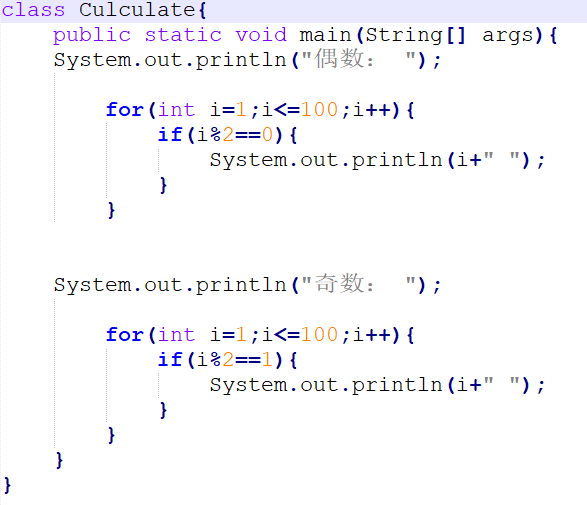 class Culculate{
public static void main(String[] args){
System.out.println("偶数： ");
for(int i=1;i<=100;i++){
if(i%2==0){
System.out.println(i+" ");
}
}
System.out.println("奇数： ");
for(int i=1;i<=100;i++){
if(i%2==1){
System.out.println(i+" ");
}
}
}
}